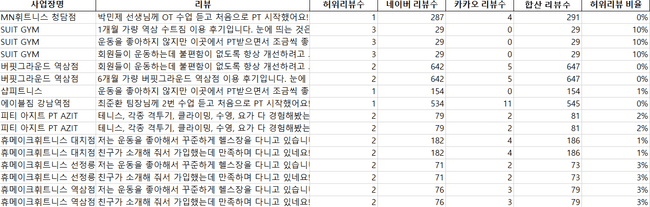 사업장명 리뷰 허위리뷰수 네이버 리뷰수 카카오 리뷰수 합산 리뷰수 허위리뷰 비율
MN휘트니스 청담점 박민제 선생님께 OT 수업 듣고 처음으로 PT 시작했어요! 1 287 4 291 0%
SUIT GYM 1개월 가량 역삼 수트짐 이용 후기입니다. 눈에 띄는 것은 3 29 0 29 10%
SUIT GYM 운동을 좋아하지 않지만 이곳에서 PT받으면서 조금씩 좋 3 29 0 29 10%
SUIT GYM 회원들이 운동하는데 불편함이 없도록 항상 개선하려고 3 29 0 29 10%
버핏그라운드 역삼점 회원들이 운동하는데 불편함이 없도록 항상 개선하려고 2 642 5 647 0%
버핏그라운드 역삼점 6개월 가량 버핏그라운드 역삼점 이용 후기입니다. 눈에 2 642 5 647 0%
샵피트니스 운동을 좋아하지 않지만 이곳에서 PT받으면서 조금씩 좋 1 154 0 154 1%
에이블짐 강남역점 최준환 팀장님께 2번 수업 듣고 처음으로 PT 시작했어요! 1 534 11 545 0%
피티 아지트 PT AZIT 테니스, 각종 격투기, 클라이밍, 수영, 요가 다 경험해봤는 2 79 2 81 2%
피티 아지트 PT AZIT 테니스, 각종 격투기, 클라이밍, 수영, 요가 다 경험해봤는 2 79 2 81 2%
휴메이크휘트니스 대치점 저는 운동을 좋아해서 꾸준하게 헬스장을 다니고 있습니 2 182 4 186 1%
휴메이크휘트니스 대치점 친구가 소개해 줘서 가입했는데 만족하며 다니고 있네요! 2 182 4 186 1%
휴메이크휘트니스 선정릉 저는 운동을 좋아해서 꾸준하게 헬스장을 다니고 있습니 2 71 2 73 3%
휴메이크휘트니스 선정릉 친구가 소개해 줘서 가입했는데 만족하며 다니고 있네요! 2 71 2 73 3%
휴메이크휘트니스 역삼점 저는 운동을 좋아해서 꾸준하게 헬스장을 다니고 있습니 2 76 3 79 3%
휴메이크휘트니스 역삼점 친구가 소개해 줘서 가입했는데 만족하며 다니고 있네요! 2 76 3 79 3%